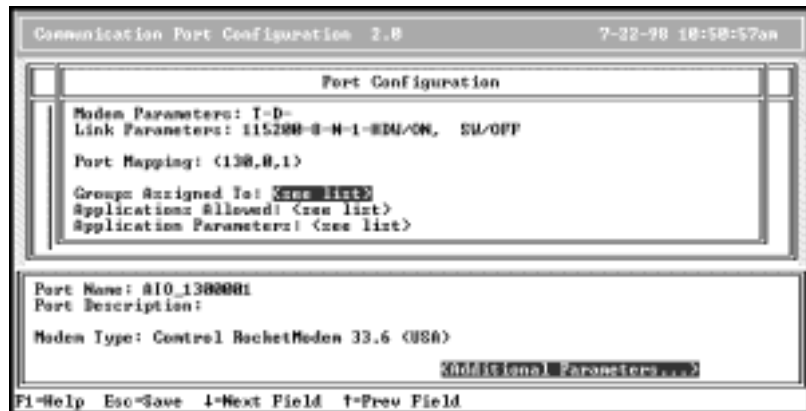 Communication Port Configuration 2.0 7-22-98 10:50:57am
Port Configuration
Modem Parameters: T-D-
Link Parameters: 115200-8-N-1-HDW/ON, SW/OFF
Port Mapping: (130,0,1)
Groups Assigned To: <see list>
Applications Allowed: <see list>
Application Parameters: <see list>
Port Name: AIO_1300001
Port Description:
Modem Type: Comtrol RocketModem 33.6 (USA)
<Additional Parameters...>
F1=Help Esc=Save ↓=Next Field ↑=Prev Field